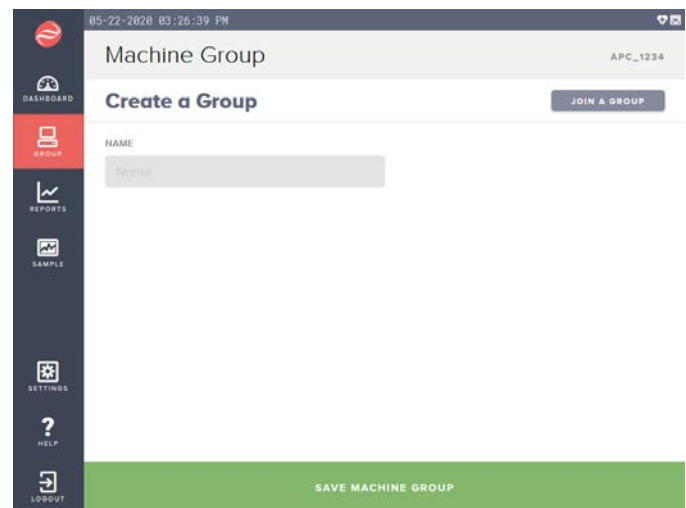 05-22-2020 03:26:39 PM
Machine Group
APC_1234
DASHBOARD
Create a Group
JOIN A GROUP
GROUP
NAME
Name
REPORTS
SAMPLE
SETTINGS
HELP
LOGOUT
SAVE MACHINE GROUP